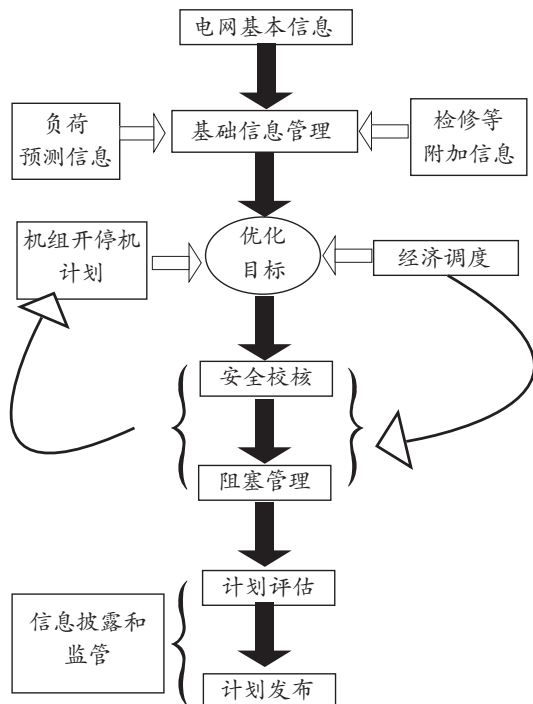 电网基本信息
负荷
预测信息
基础信息管理
检修等
附加信息
机组开停机
计划
优化
目标
经济调度
安全校核
阻塞管理
计划评估
信息披露和
监管
计划发布